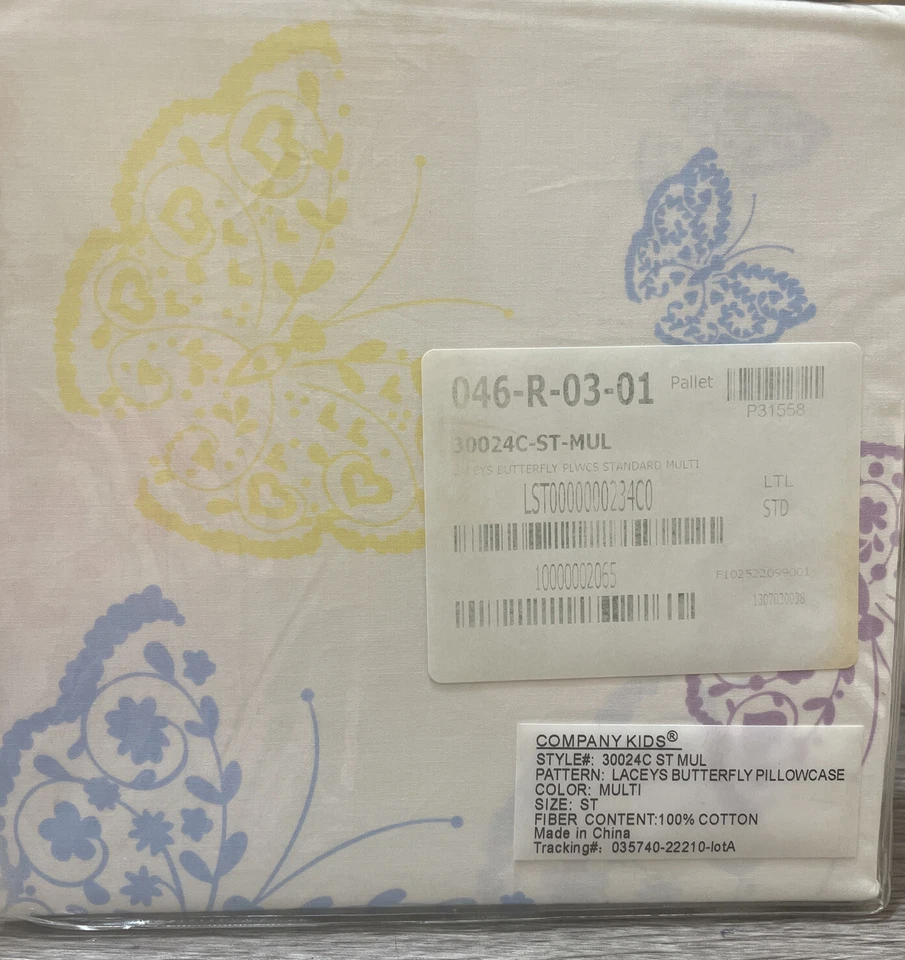 046-R-03-01 Pallet
P31558
30024C-ST-MUL
LACEYS BUTTERFLY PLWCS STANDARD MULTI
LST0000000234C0
LTL
STD
10000002065
F102522099001
1307030038
COMPANY KIDS®
STYLE#: 30024C ST MUL
PATTERN: LACEYS BUTTERFLY PILLOWCASE
COLOR: MULTI
SIZE: ST
FIBER CONTENT:100% COTTON
Made in China
Tracking#: 035740-22210-lotA